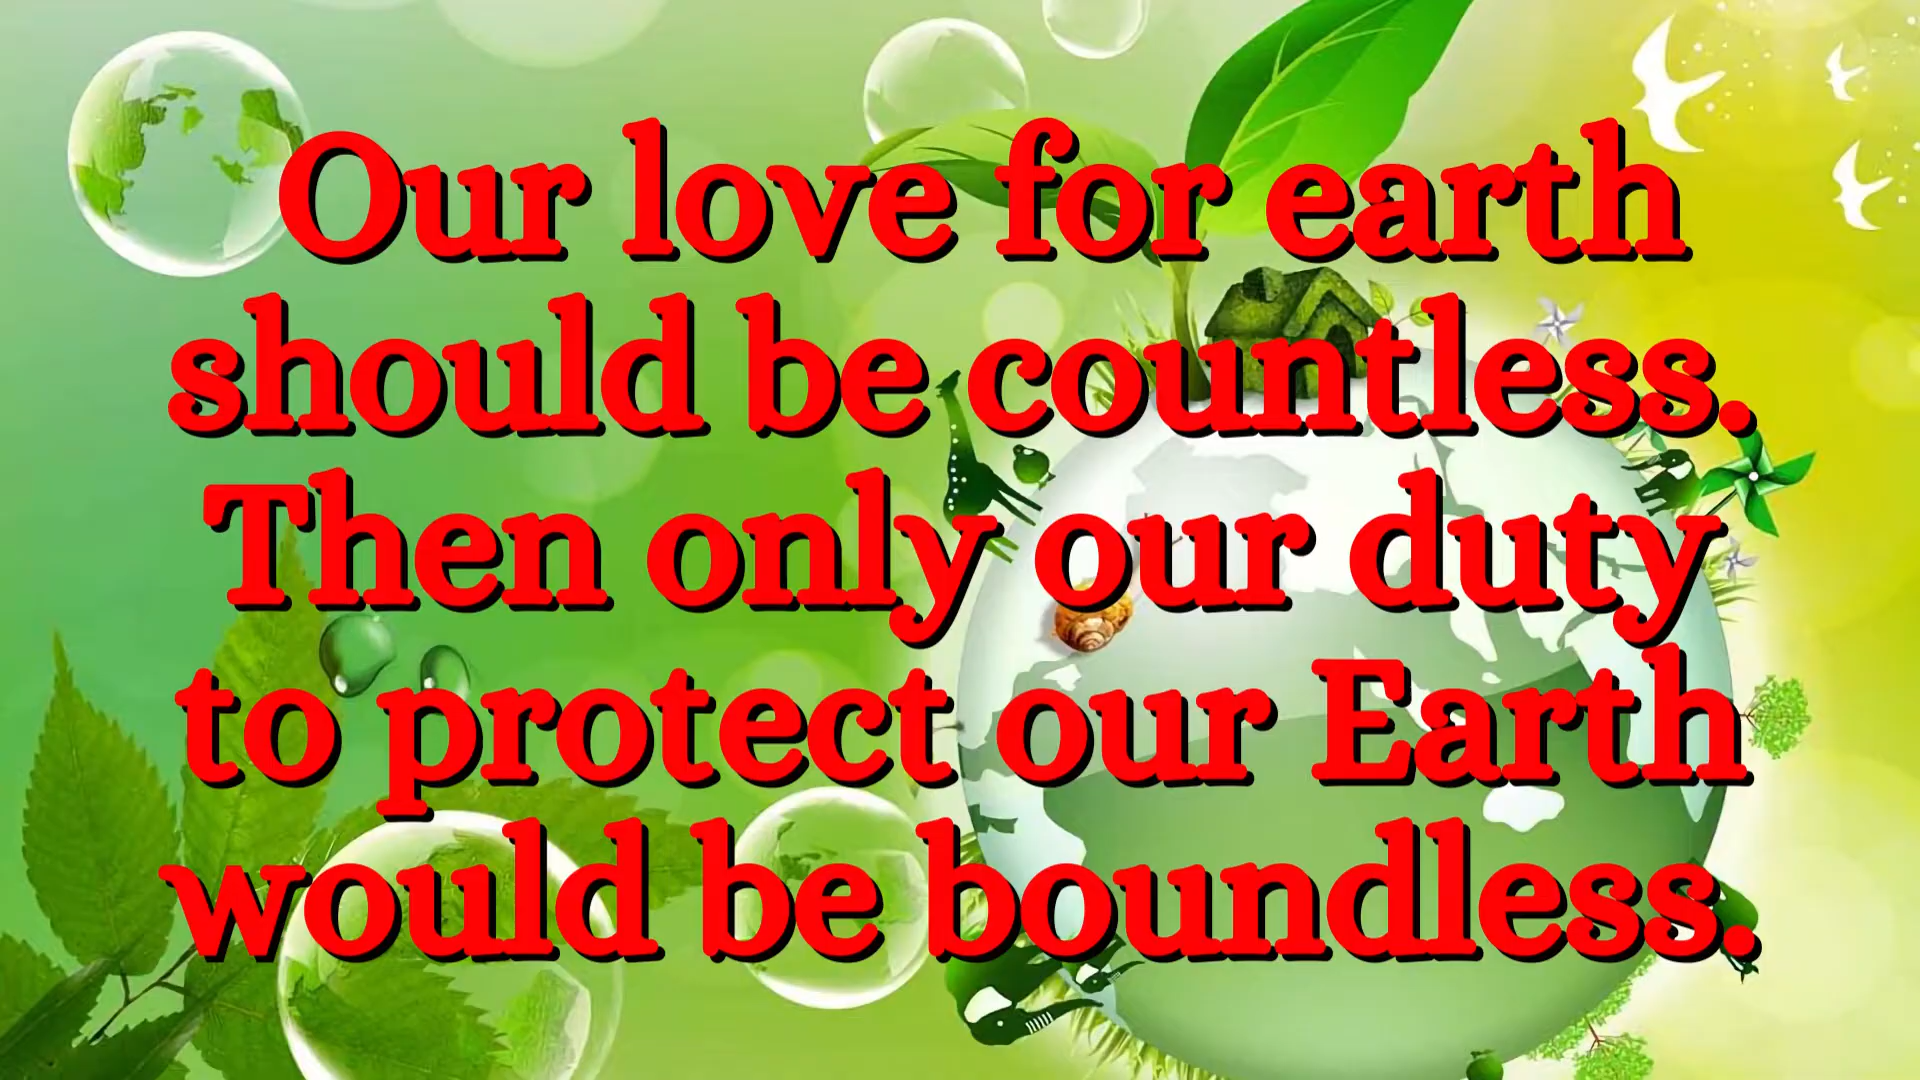 Our love for earth
should be countless.
Then only our duty
to protect our Earth
would be boundless.